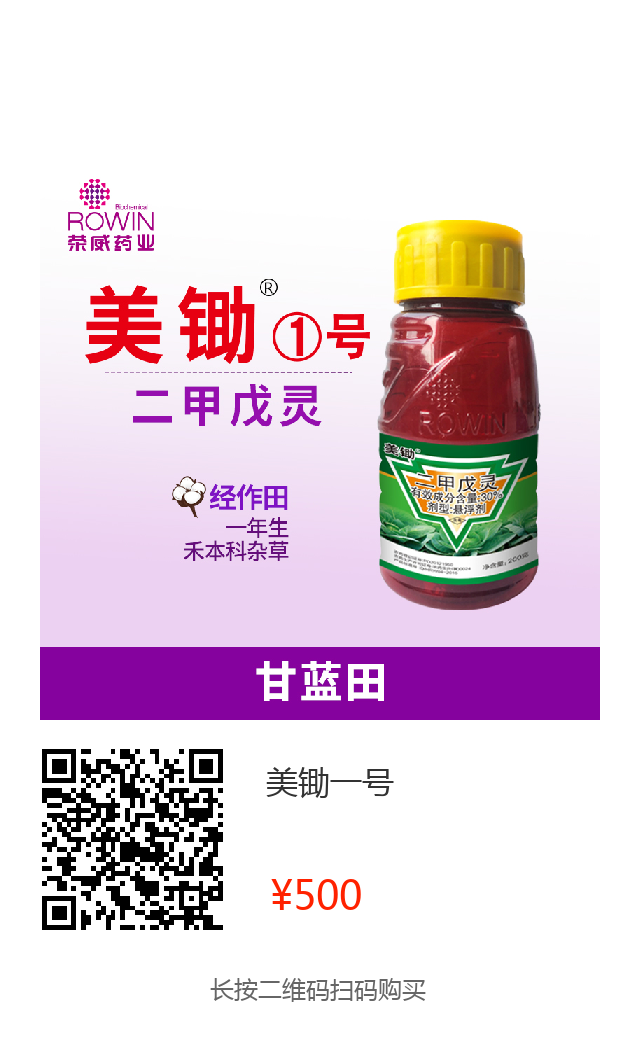 Biochemical
ROWIN
荣威药业
美锄®①号
二甲戊灵
经作田
一年生
禾本科杂草
ROWIN
美锄
二甲戊灵
有效成分含量:30%
剂型:悬浮剂
甘蓝田
美锄一号
¥500
长按二维码扫码购买